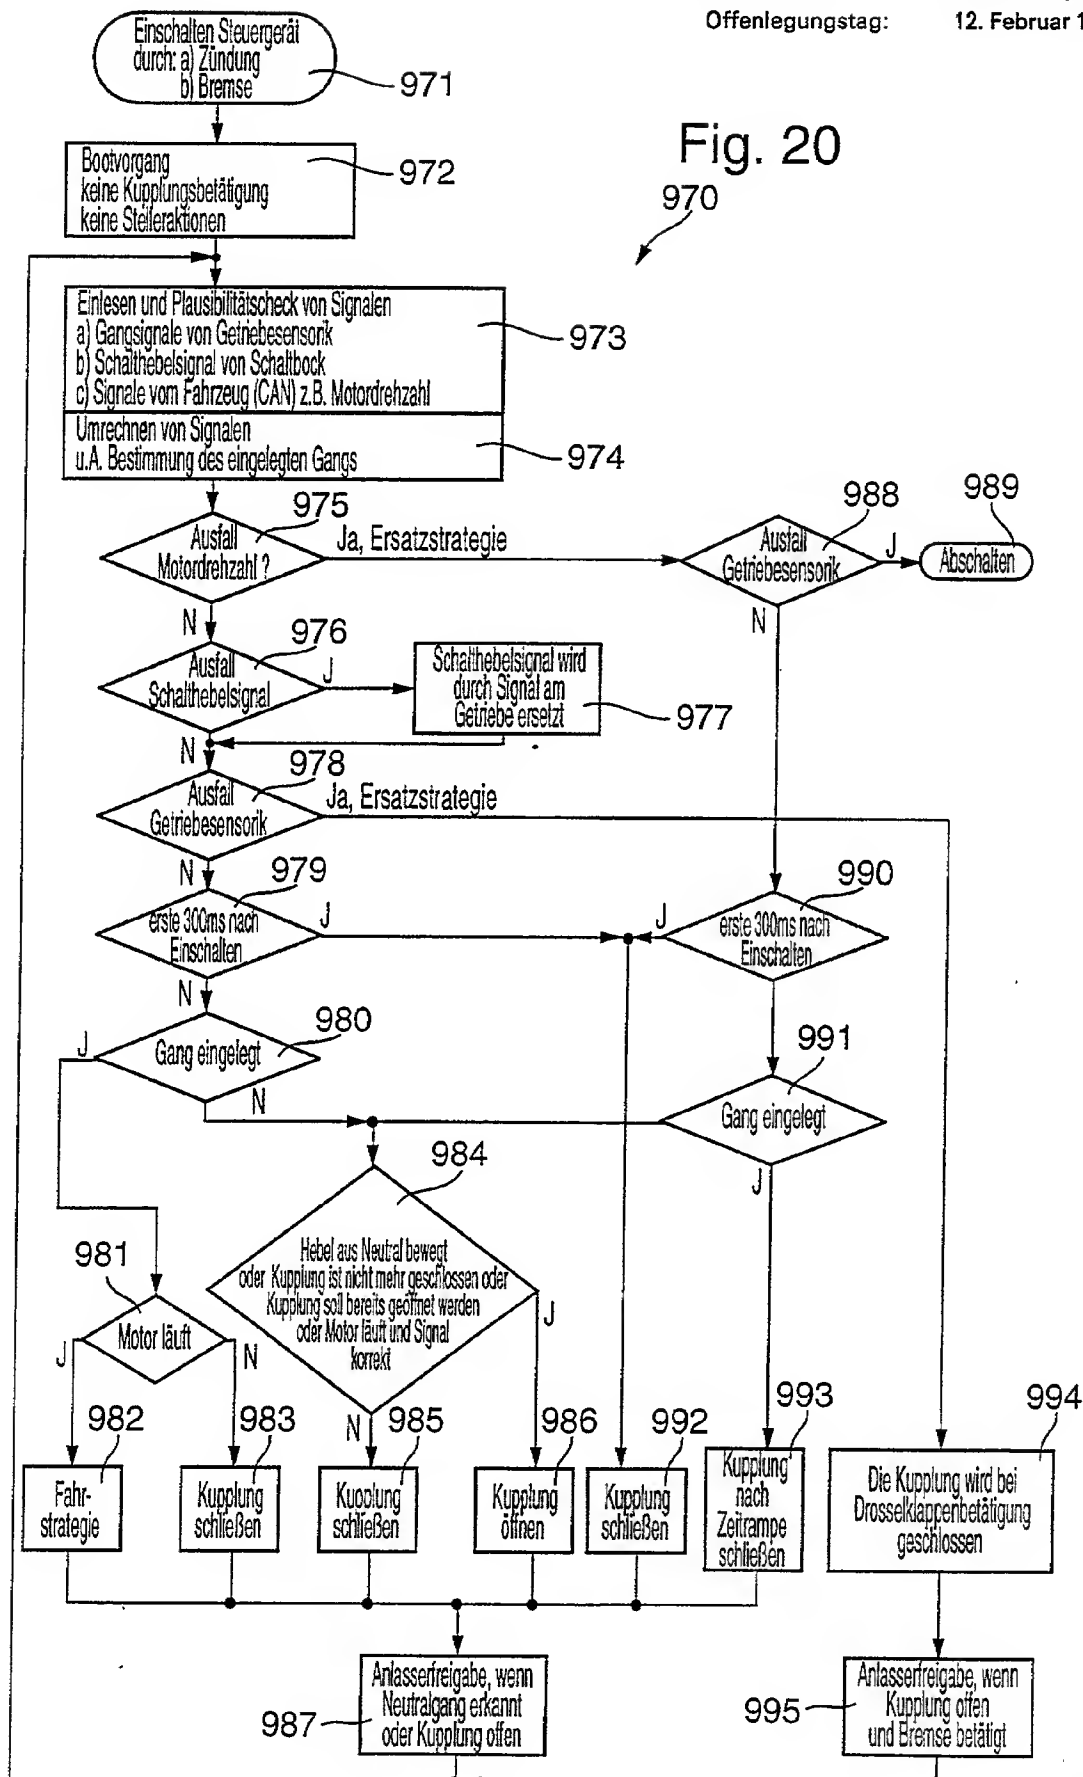 Offenlegungstag: 12. Februar 1
Einschalten Steuergerät
durch: a) Zündung
b) Bremse
971
Fig. 20
970
Bootvorgang
keine Kupplungsbetätigung
keine Stelleraktionen
972
Einlesen und Plausibilitätscheck von Signalen
a) Gangsignale von Getriebesensorik
b) Schalthebelsignal von Schaltbock
c) Signale vom Fahrzeug (CAN) z.B. Motordrehzahl
973
Umrechnen von Signalen
u.A. Bestimmung des eingelegten Gangs
974
975
Ausfall
Motordrehzahl ?
Ja, Ersatzstrategie
N
988
Ausfall
Getriebesensorik
J
N
989
Abschalten
976
Ausfall
Schalthebelsignal
J
N
Schalthebelsignal wird
durch Signal am
Getriebe ersetzt
977
978
Ausfall
Getriebesensorik
Ja, Ersatzstrategie
N
979
erste 300ms nach
Einschalten
J
N
990
erste 300ms nach
Einschalten
J
980
Gang eingelegt
J
N
991
Gang eingelegt
J
984
Hebel aus Neutral bewegt
oder Kupplung ist nicht mehr geschlossen oder
Kupplung soll bereits geöffnet werden
oder Motor läuft und Signal
korrekt
J
N
981
Motor läuft
J
N
982
Fahr-
strategie
983
Kupplung
schließen
985
Kupplung
schließen
986
Kupplung
öffnen
992
Kupplung
schließen
993
Kupplung
nach
Zeitrampe
schließen
994
Die Kupplung wird bei
Drosselklappenbetätigung
geschlossen
Anlasserfreigabe, wenn
Neutralgang erkannt
oder Kupplung offen
987
Anlasserfreigabe, wenn
Kupplung offen
und Bremse betätigt
995